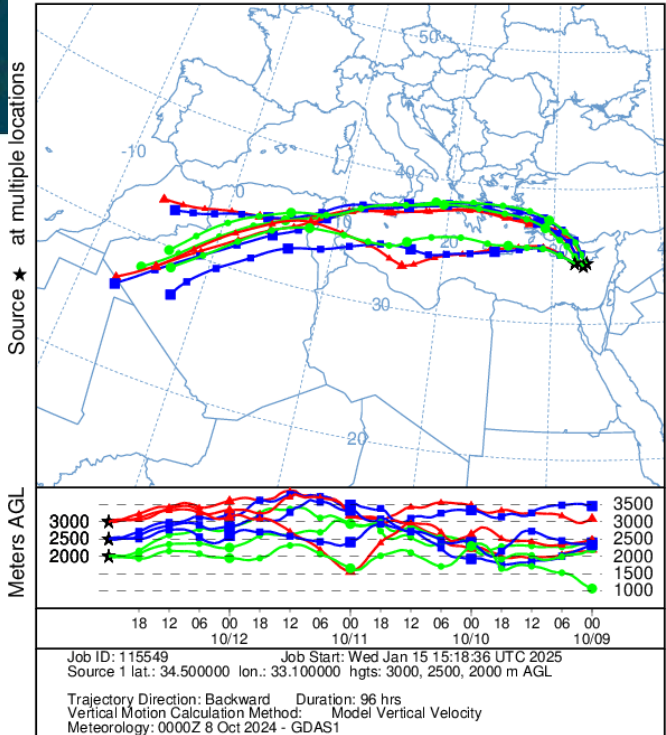 50
-10
0
40
20
30
20
Source ★ at multiple locations
Meters AGL
3000
2500
2000
3500
3000
2500
2000
1500
1000
18 12 06 00 18 12 06 00 18 12 06 00 18 12 06 00
10/12 10/11 10/10 10/09
Job ID: 115549 Job Start: Wed Jan 15 15:18:36 UTC 2025
Source 1 lat.: 34.500000 lon.: 33.100000 hgts: 3000, 2500, 2000 m AGL
Trajectory Direction: Backward Duration: 96 hrs
Vertical Motion Calculation Method: Model Vertical Velocity
Meteorology: 0000Z 8 Oct 2024 - GDAS1